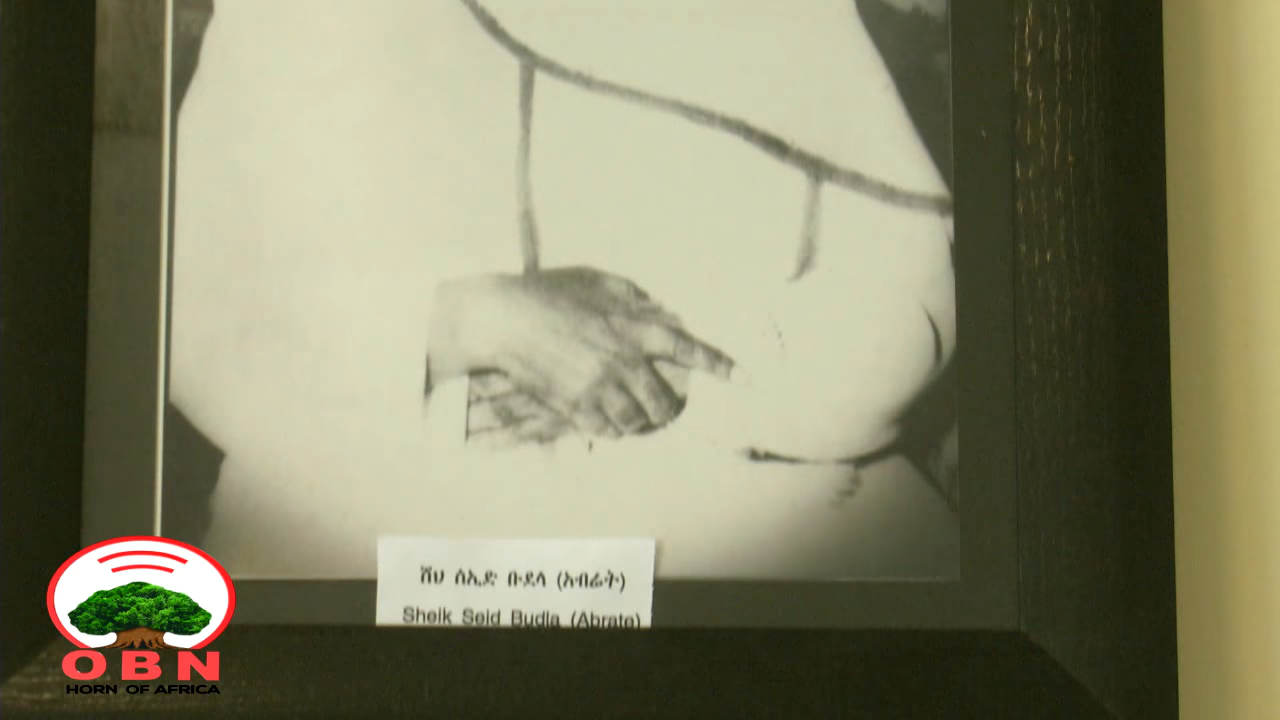 ሸህ ሰኢድ ቡደላ (አብሬት)
Sheik Seid Budla (Abrate)
OBN
HORN OF AFRICA